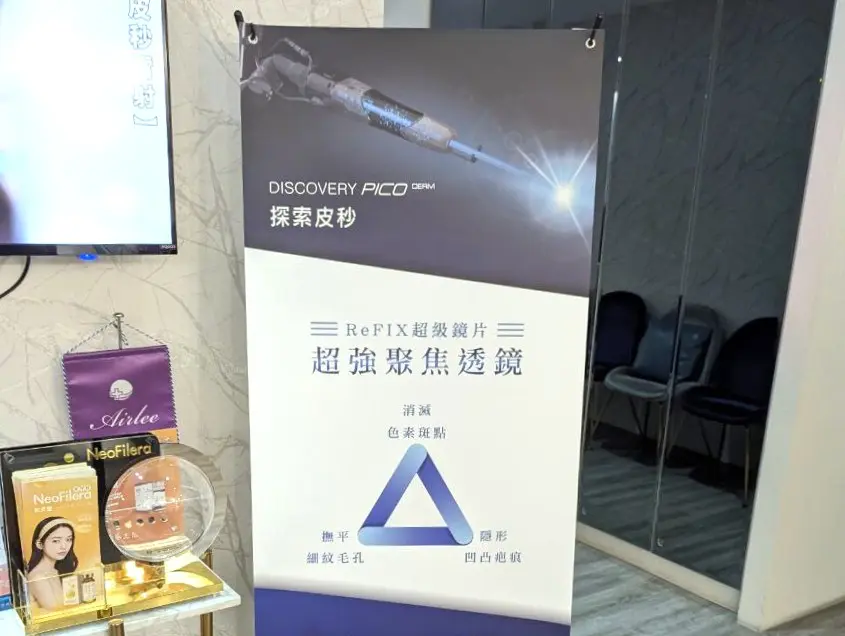 DISCOVERY PICO DERM
探索皮秒
ReFIX超級鏡片
超強聚焦透鏡
消滅
色素斑點
撫平
細紋毛孔
隱形
凹凸疤痕
Airlee
NeoFilera
NeoFilera